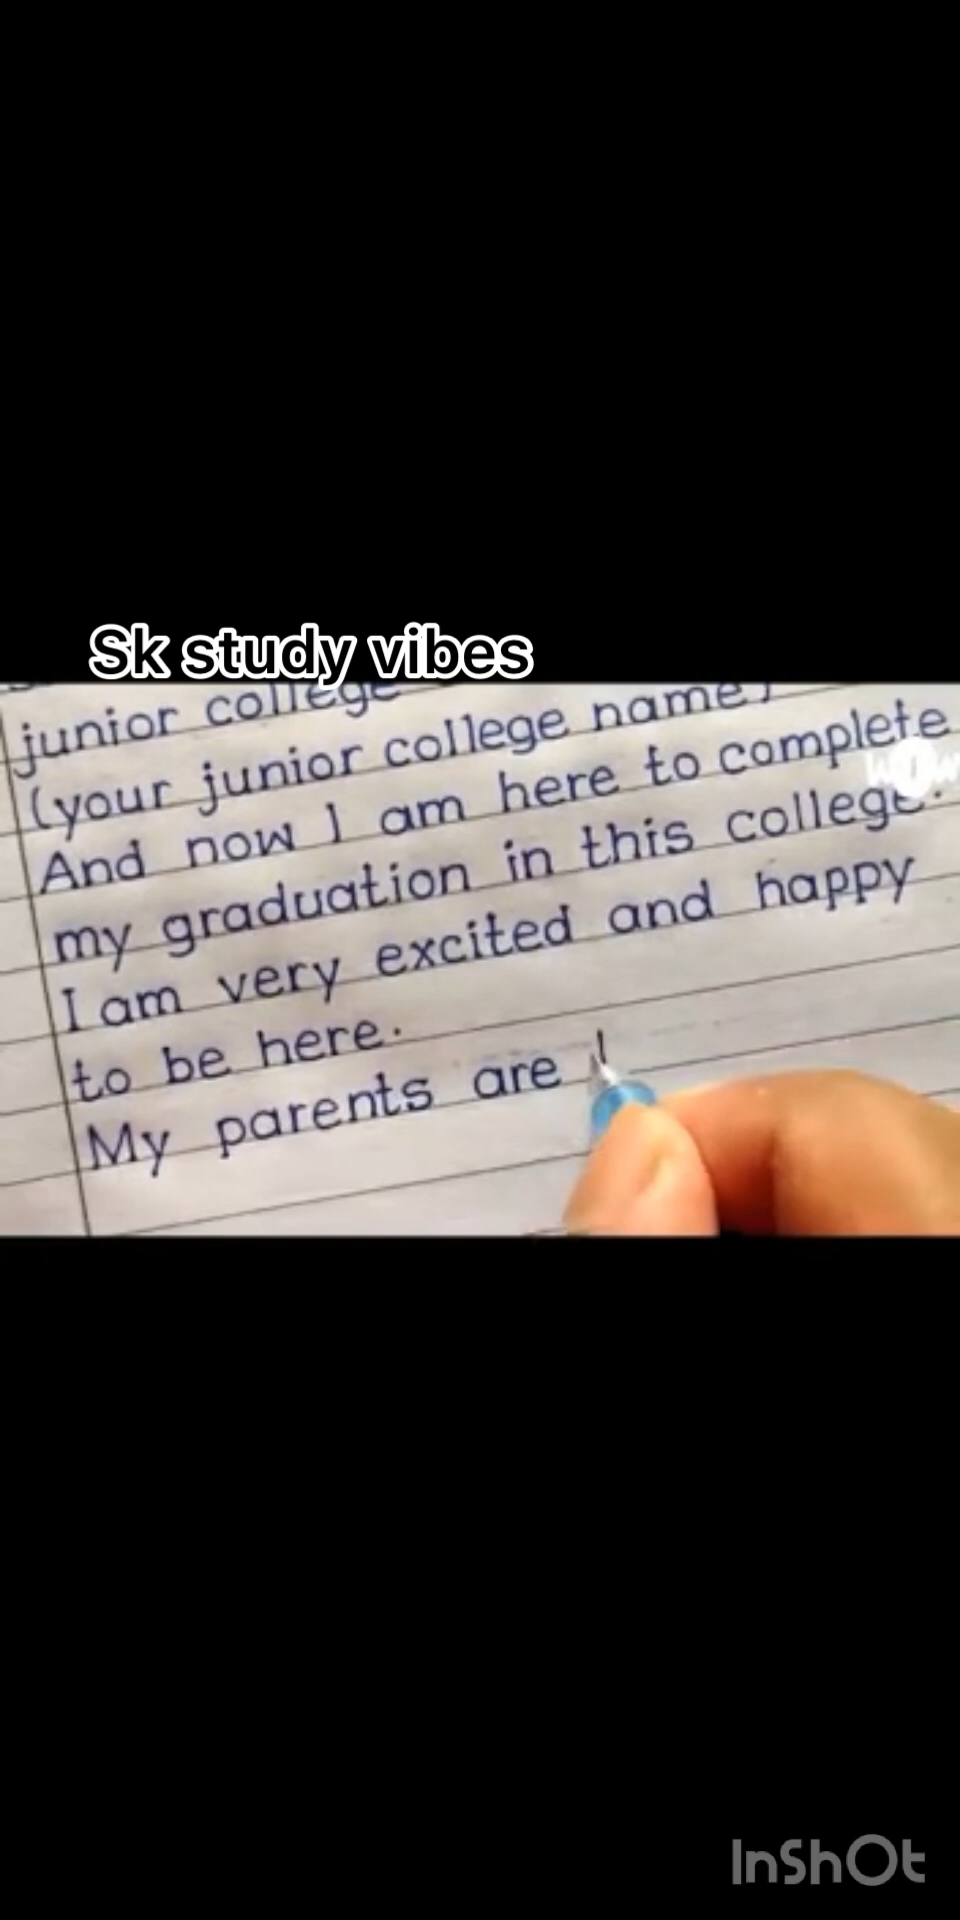 Sk study vibes
junior college
(your junior college name)
And now I am here to complete
my graduation in this college.
I am very excited and happy
to be here.
My parents are
InShOt